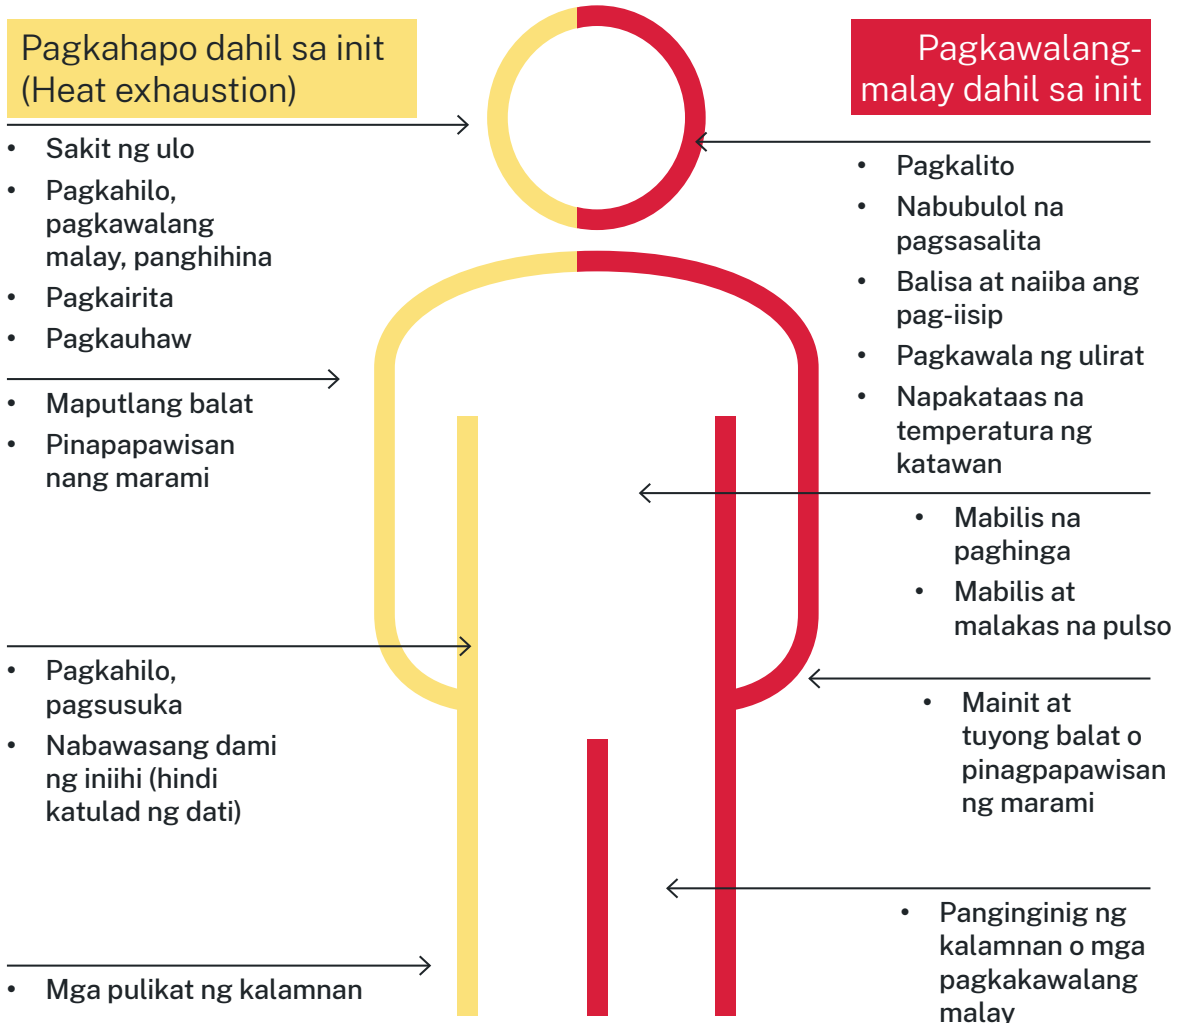 Pagkahapo dahil sa init
(Heat exhaustion)
• Sakit ng ulo
• Pagkahilo,
pagkawalang
malay, panghihina
• Pagkairita
• Pagkauhaw
• Maputlang balat
• Pinapapawisan
nang marami
• Pagkahilo,
pagsusuka
• Nabawasang dami
ng iniihi (hindi
katulad ng dati)
• Mga pulikat ng kalamnan
Pagkawalang-
malay dahil sa init
• Pagkalito
• Nabubulol na
pagsasalita
• Balisa at naiiba ang
pag-iisip
• Pagkawala ng ulirat
• Napakataas na
temperatura ng
katawan
• Mabilis na
paghinga
• Mabilis at
malakas na pulso
• Mainit at
tuyong balat o
pinagpapawisan
ng marami
• Panginginig ng
kalamnan o mga
pagkakawalang
malay